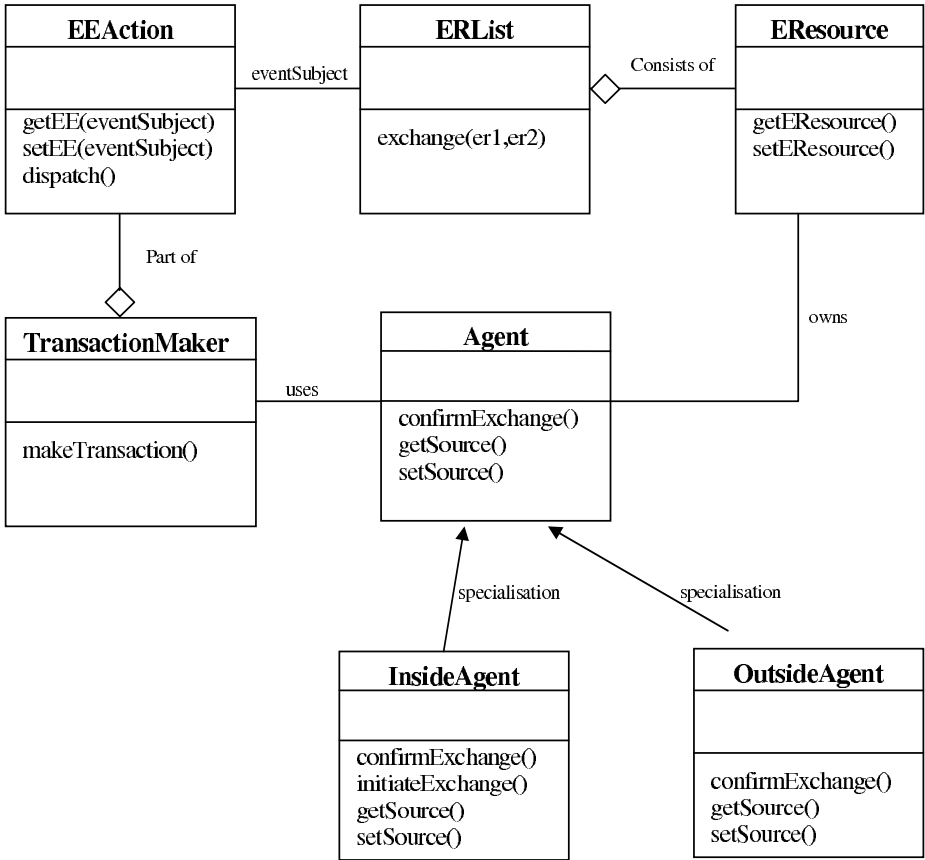 EEAction
getEE(eventSubject)
setEE(eventSubject)
dispatch()
eventSubject
ERList
exchange(er1,er2)
Consists of
EResource
getEResource()
setEResource()
Part of
owns
TransactionMaker
makeTransaction()
uses
Agent
confirmExchange()
getSource()
setSource()
specialisation
specialisation
InsideAgent
confirmExchange()
initiateExchange()
getSource()
setSource()
OutsideAgent
confirmExchange()
getSource()
setSource()